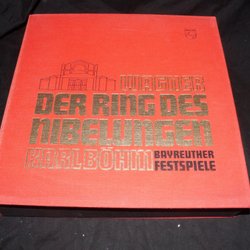 WAGNER
DER RING DES
NIBELUNGEN
KARL BÖHM BAYREUTHER
FESTSPIELE